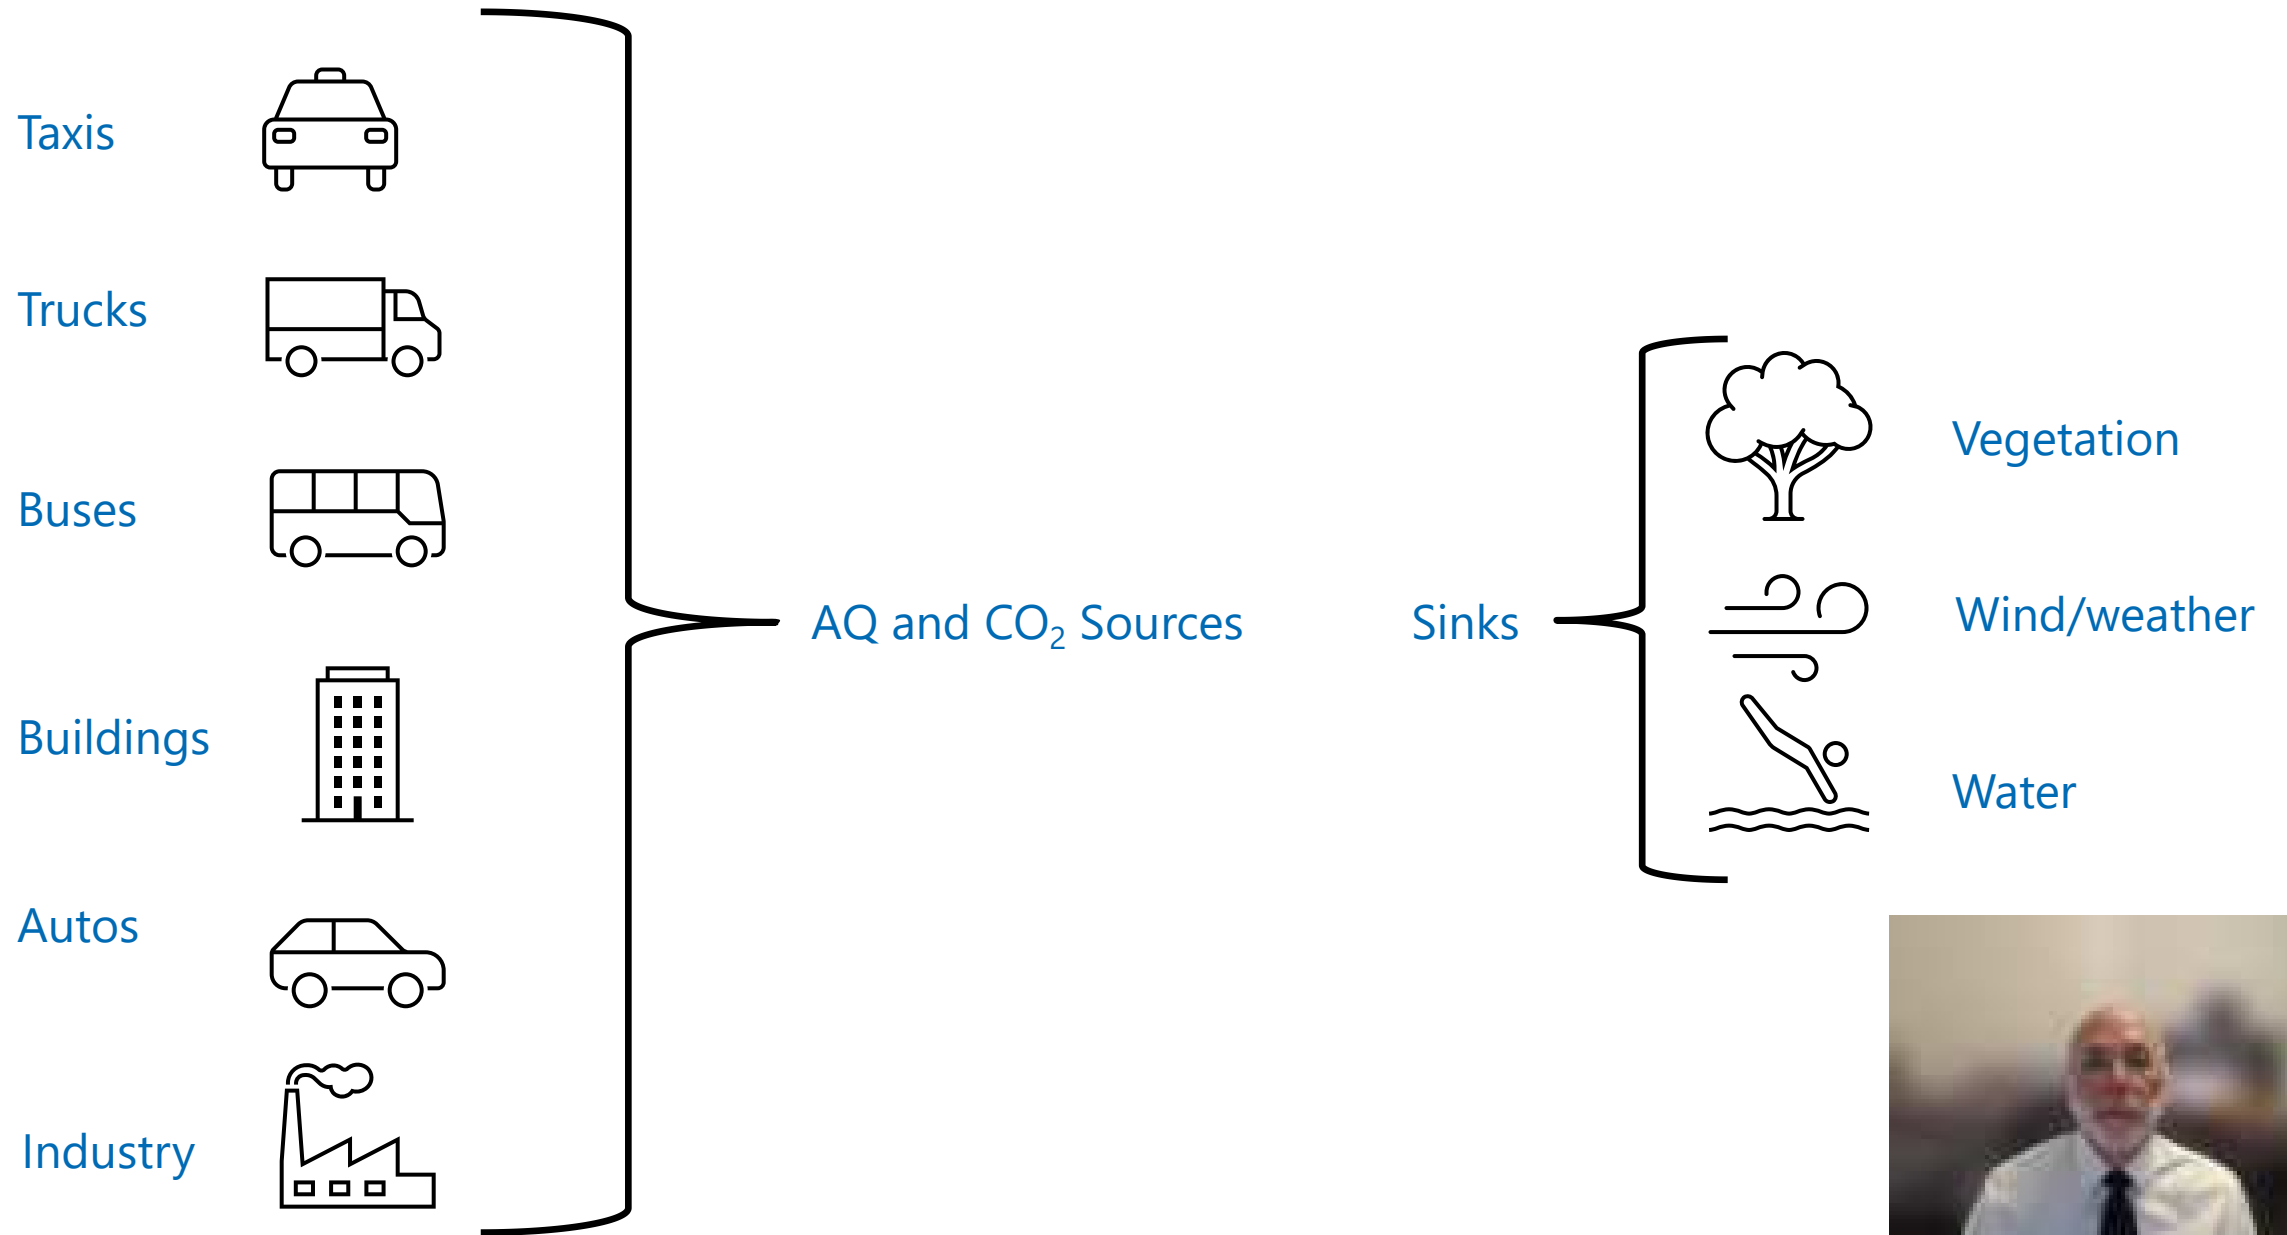 Taxis
Trucks
Buses
Buildings
Autos
Industry
AQ and CO₂ Sources
Sinks
Vegetation
Wind/weather
Water